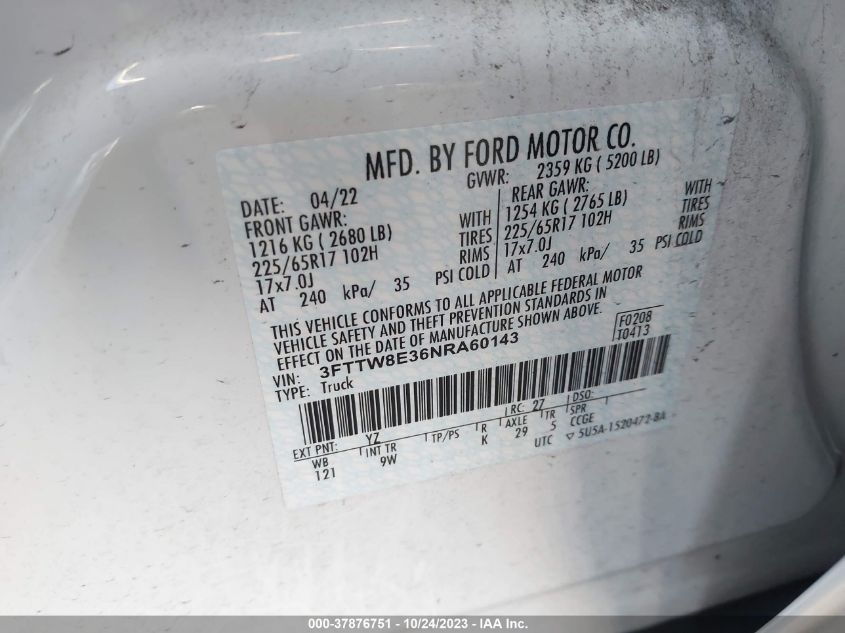 MFD. BY FORD MOTOR CO.
DATE: 04/22 GVWR: 2359 KG ( 5200 LB)
FRONT GAWR: REAR GAWR:
1216 KG ( 2680 LB) WITH 1254 KG ( 2765 LB) WITH
225/65R17 102H TIRES 225/65R17 102H TIRES
17x7.0J RIMS 17x7.0J RIMS
AT 240 kPa/ 35 PSI COLD AT 240 kPa/ 35 PSI COLD
THIS VEHICLE CONFORMS TO ALL APPLICABLE FEDERAL MOTOR
VEHICLE SAFETY AND THEFT PREVENTION STANDARDS IN
EFFECT ON THE DATE OF MANUFACTURE SHOWN ABOVE.
VIN: 3FTTW8E36NRA60143 F0208
TYPE: Truck T0413
EXT PNT: YZ RC: 27 DSO:
WB INT TR TP/PS R AXLE TR SPR
121 9W K 29 5 CCGE
UTC ▽ 5U5A-1520472-BA
000-37876751 - 10/24/2023 - IAA Inc.